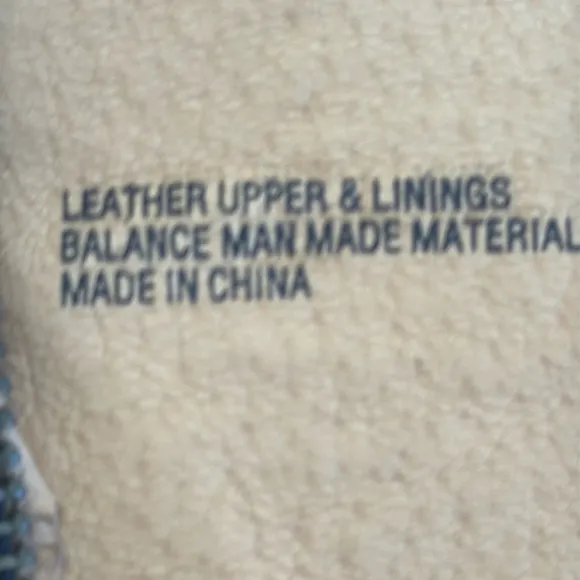 LEATHER UPPER & LININGS
BALANCE MAN MADE MATERIAL
MADE IN CHINA